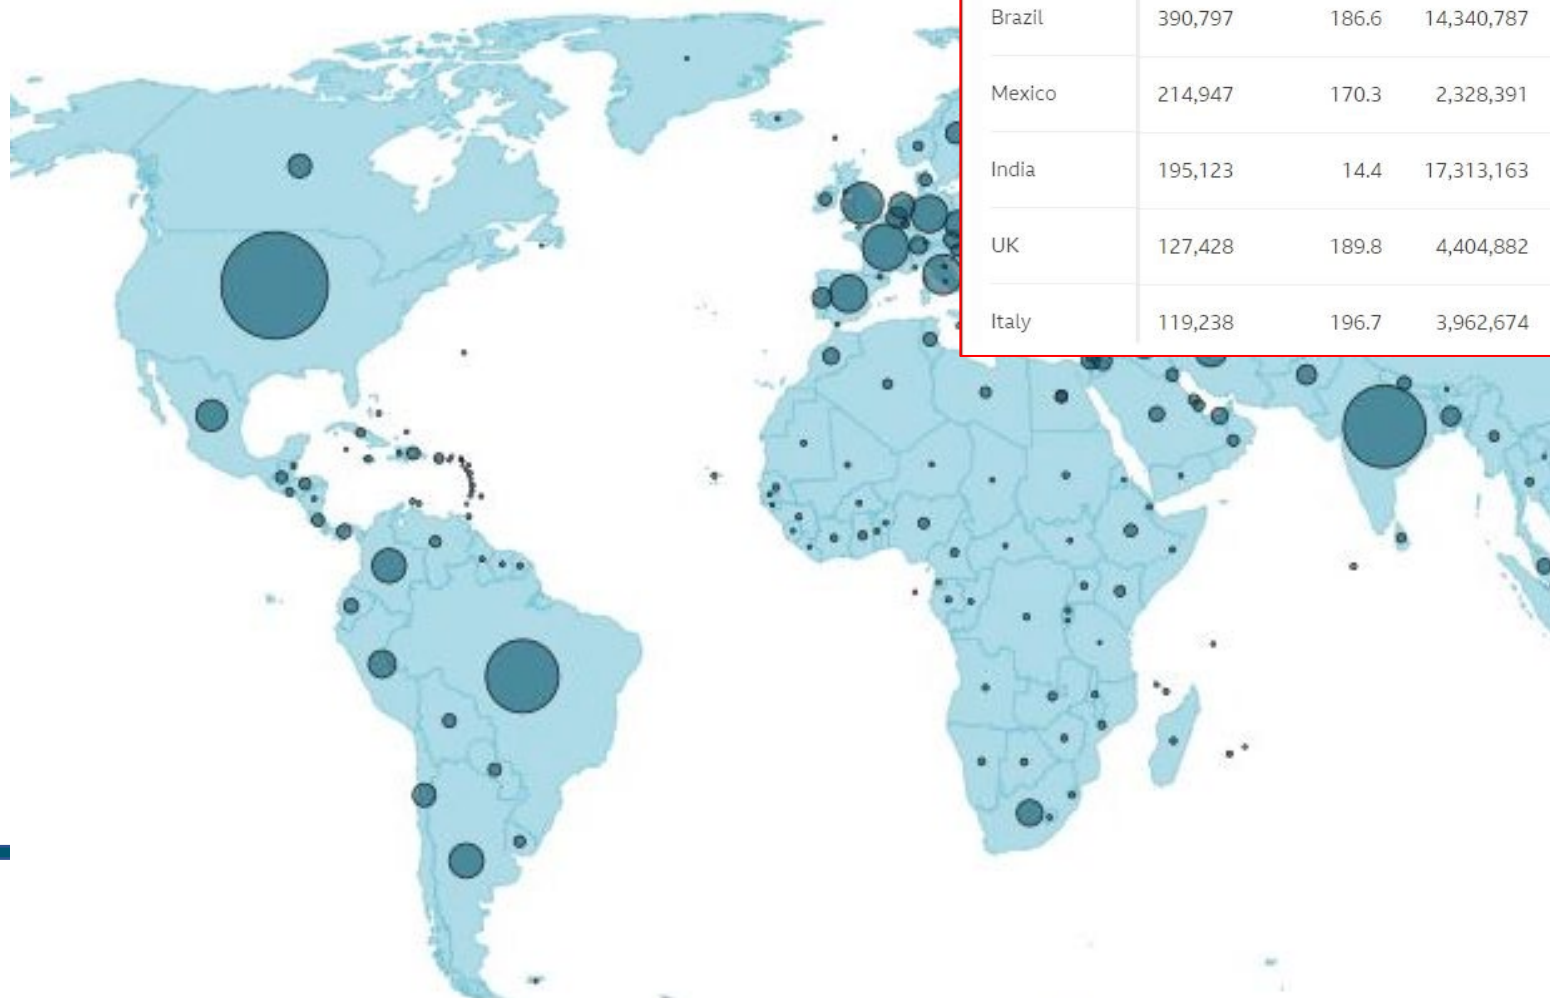 Brazil 390,797 186.6 14,340,787
Mexico 214,947 170.3 2,328,391
India 195,123 14.4 17,313,163
UK 127,428 189.8 4,404,882
Italy 119,238 196.7 3,962,674